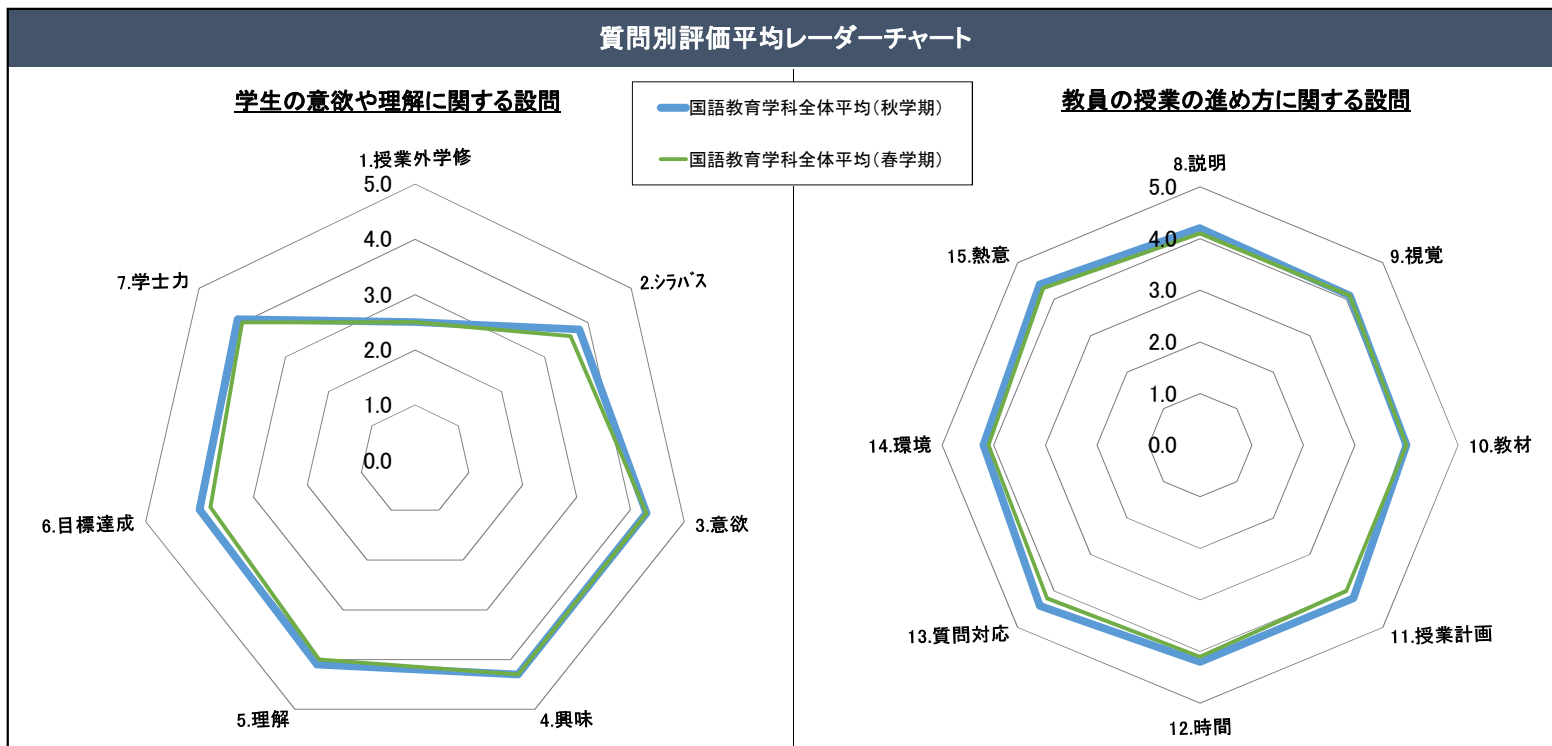 質問別評価平均レーダーチャート
学生の意欲や理解に関する設問
国語教育学科全体平均(秋学期)
国語教育学科全体平均(春学期)
教員の授業の進め方に関する設問
1.授業外学修
5.0
4.0
3.0
2.0
1.0
0.0
2.ｼﾗﾊﾞｽ
3.意欲
4.興味
5.理解
6.目標達成
7.学士力
8.説明
5.0
4.0
3.0
2.0
1.0
0.0
9.視覚
10.教材
11.授業計画
12.時間
13.質問対応
14.環境
15.熱意